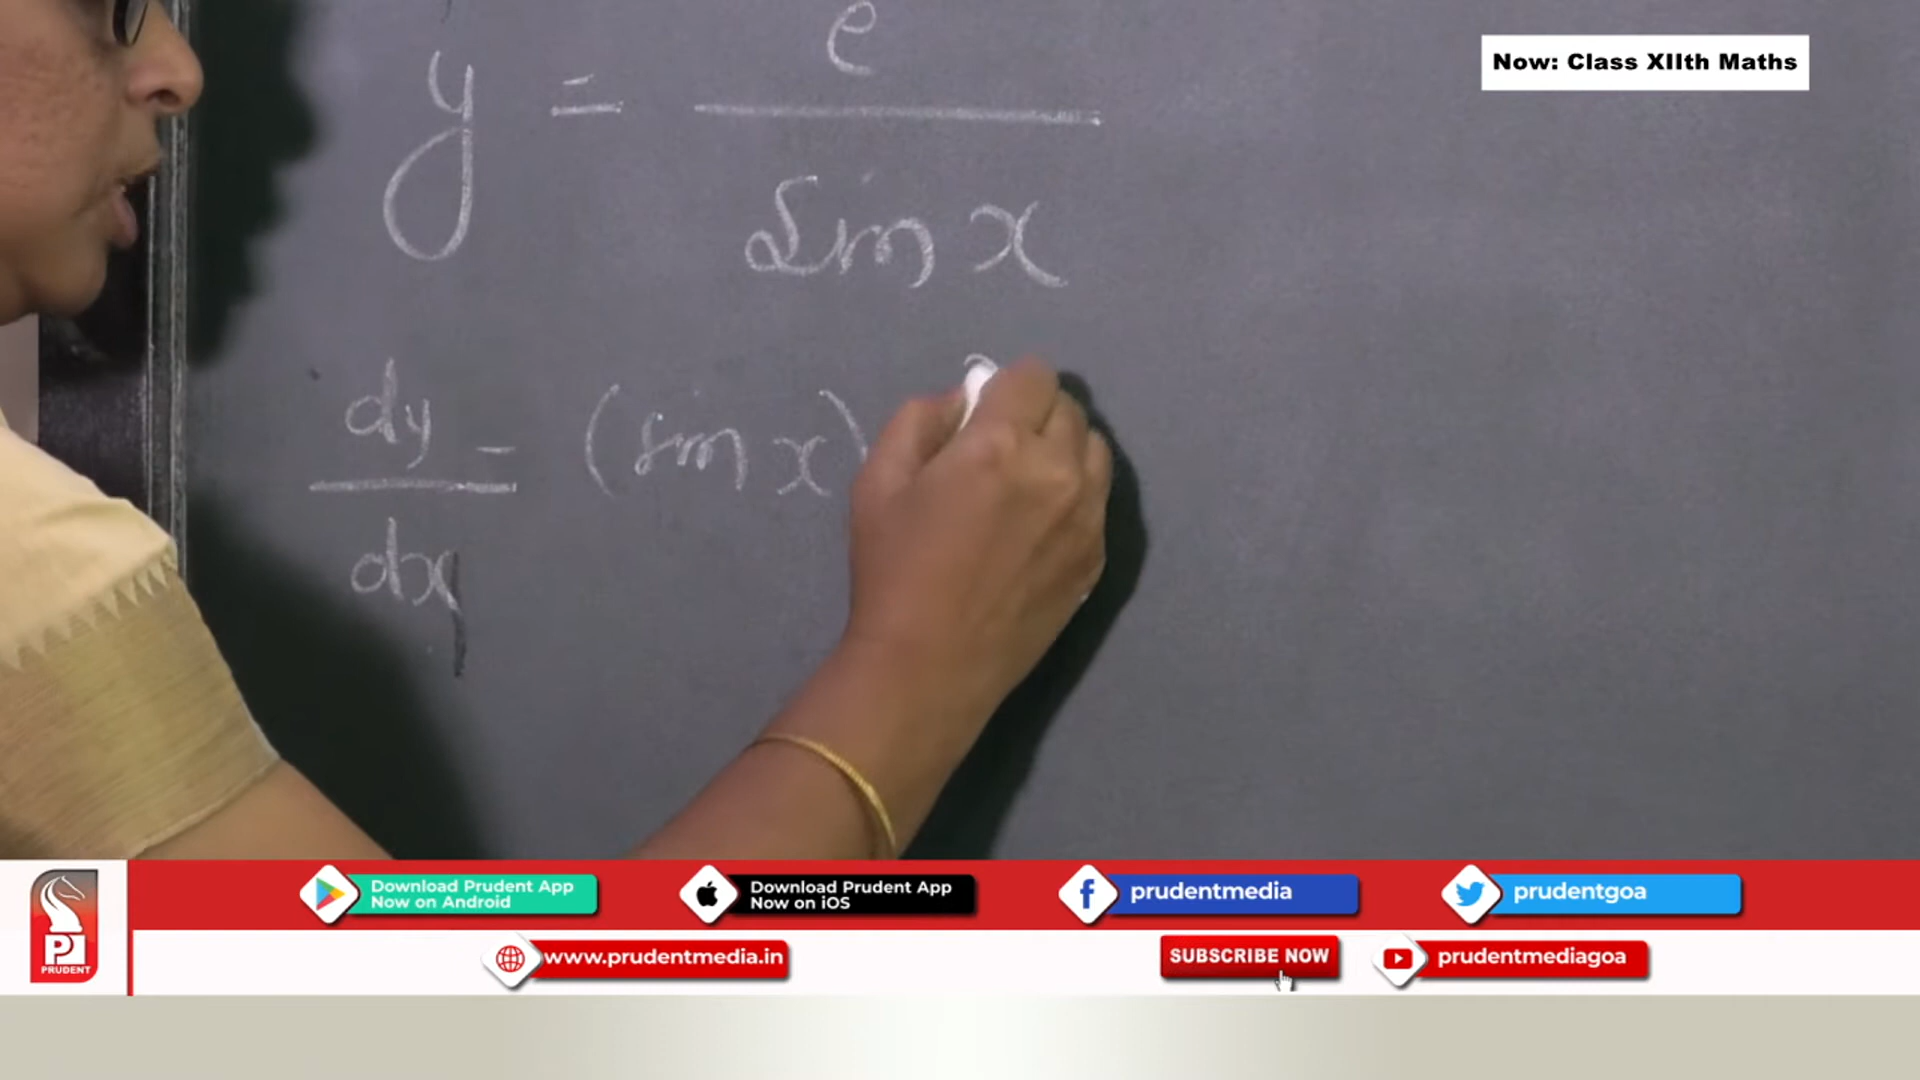 Now: Class XIIth Maths
y = e
sin x
dy = (sin x)
dx
Download Prudent App
Now on Android
Download Prudent App
Now on iOS
prudentmedia
prudentgoa
PRUDENT
www.prudentmedia.in
SUBSCRIBE NOW
prudentmediagoa